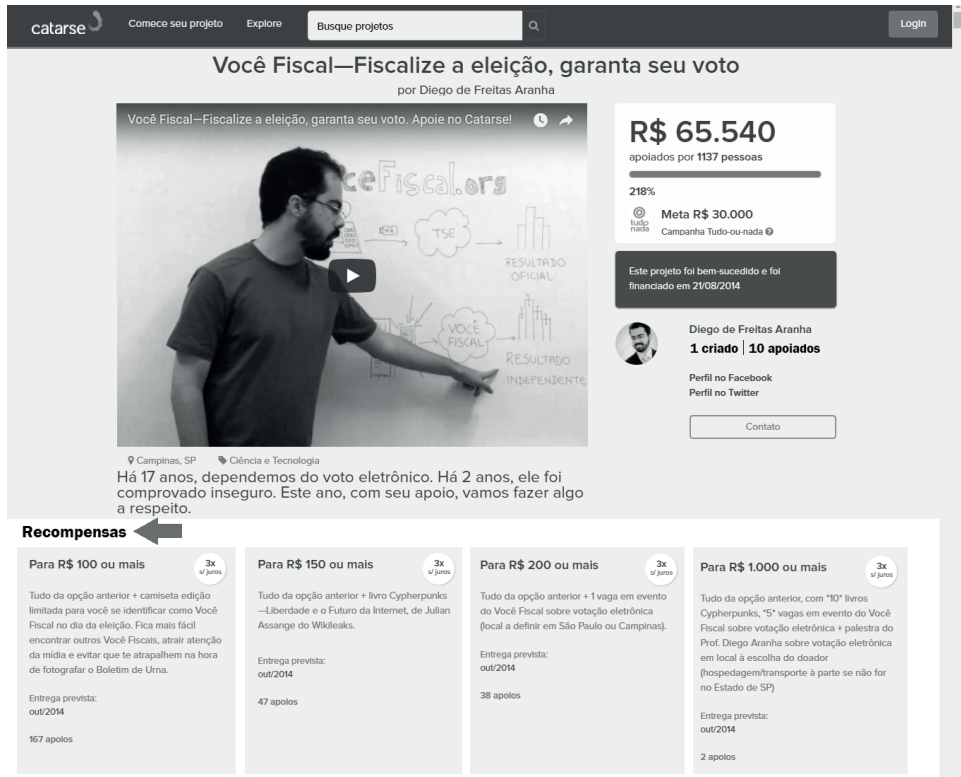 catarse
Comece seu projeto
Explore
Busque projetos
Login
Você Fiscal—Fiscalize a eleição, garanta seu voto
por Diego de Freitas Aranha
Você Fiscal—Fiscalize a eleição, garanta seu voto. Apoie no Catarse!
ceFiscal.org
TSE
RESULTADO
OFICIAL
VOCÊ
FISCAL
RESULTADO
INDEPENDENTE
R$ 65.540
apoiados por 1137 pessoas
218%
tudo
nada
Meta R$ 30.000
Campanha Tudo-ou-nada
Este projeto foi bem-sucedido e foi
financiado em 21/08/2014
Diego de Freitas Aranha
1 criado | 10 apoiados
Perfil no Facebook
Perfil no Twitter
Contato
Campinas, SP
Ciência e Tecnologia
Há 17 anos, dependemos do voto eletrônico. Há 2 anos, ele foi
comprovado inseguro. Este ano, com seu apoio, vamos fazer algo
a respeito.
Recompensas
Para R$ 100 ou mais
3x
s/ juros
Tudo da opção anterior + camiseta edição
limitada para você se identificar como Você
Fiscal no dia da eleição. Fica mais fácil
encontrar outros Você Fiscais, atrair atenção
da mídia e evitar que te atrapalhem na hora
de fotografar o Boletim de Urna.
Entrega prevista:
out/2014
167 apoios
Para R$ 150 ou mais
3x
s/ juros
Tudo da opção anterior + livro Cypherpunks
—Liberdade e o Futuro da Internet, de Julian
Assange do Wikileaks.
Entrega prevista:
out/2014
47 apoios
Para R$ 200 ou mais
3x
s/ juros
Tudo da opção anterior + 1 vaga em evento
do Você Fiscal sobre votação eletrônica
(local a definir em São Paulo ou Campinas).
Entrega prevista:
out/2014
38 apoios
Para R$ 1.000 ou mais
3x
s/ juros
Tudo da opção anterior, com *10* livros
Cypherpunks, *5* vagas em evento do Você
Fiscal sobre votação eletrônica + palestra do
Prof. Diego Aranha sobre votação eletrônica
em local à escolha do doador
(hospedagem/transporte à parte se não for
no Estado de SP)
Entrega prevista:
out/2014
2 apoios